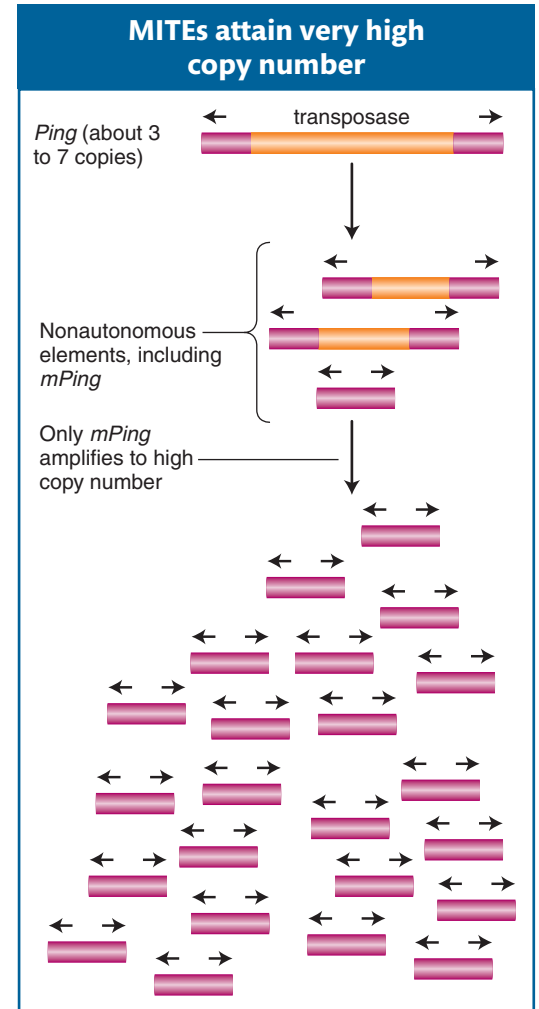 MITEs attain very high
copy number
transposase
Ping (about 3
to 7 copies)
Nonautonomous
elements, including
mPing
Only mPing
amplifies to high
copy number